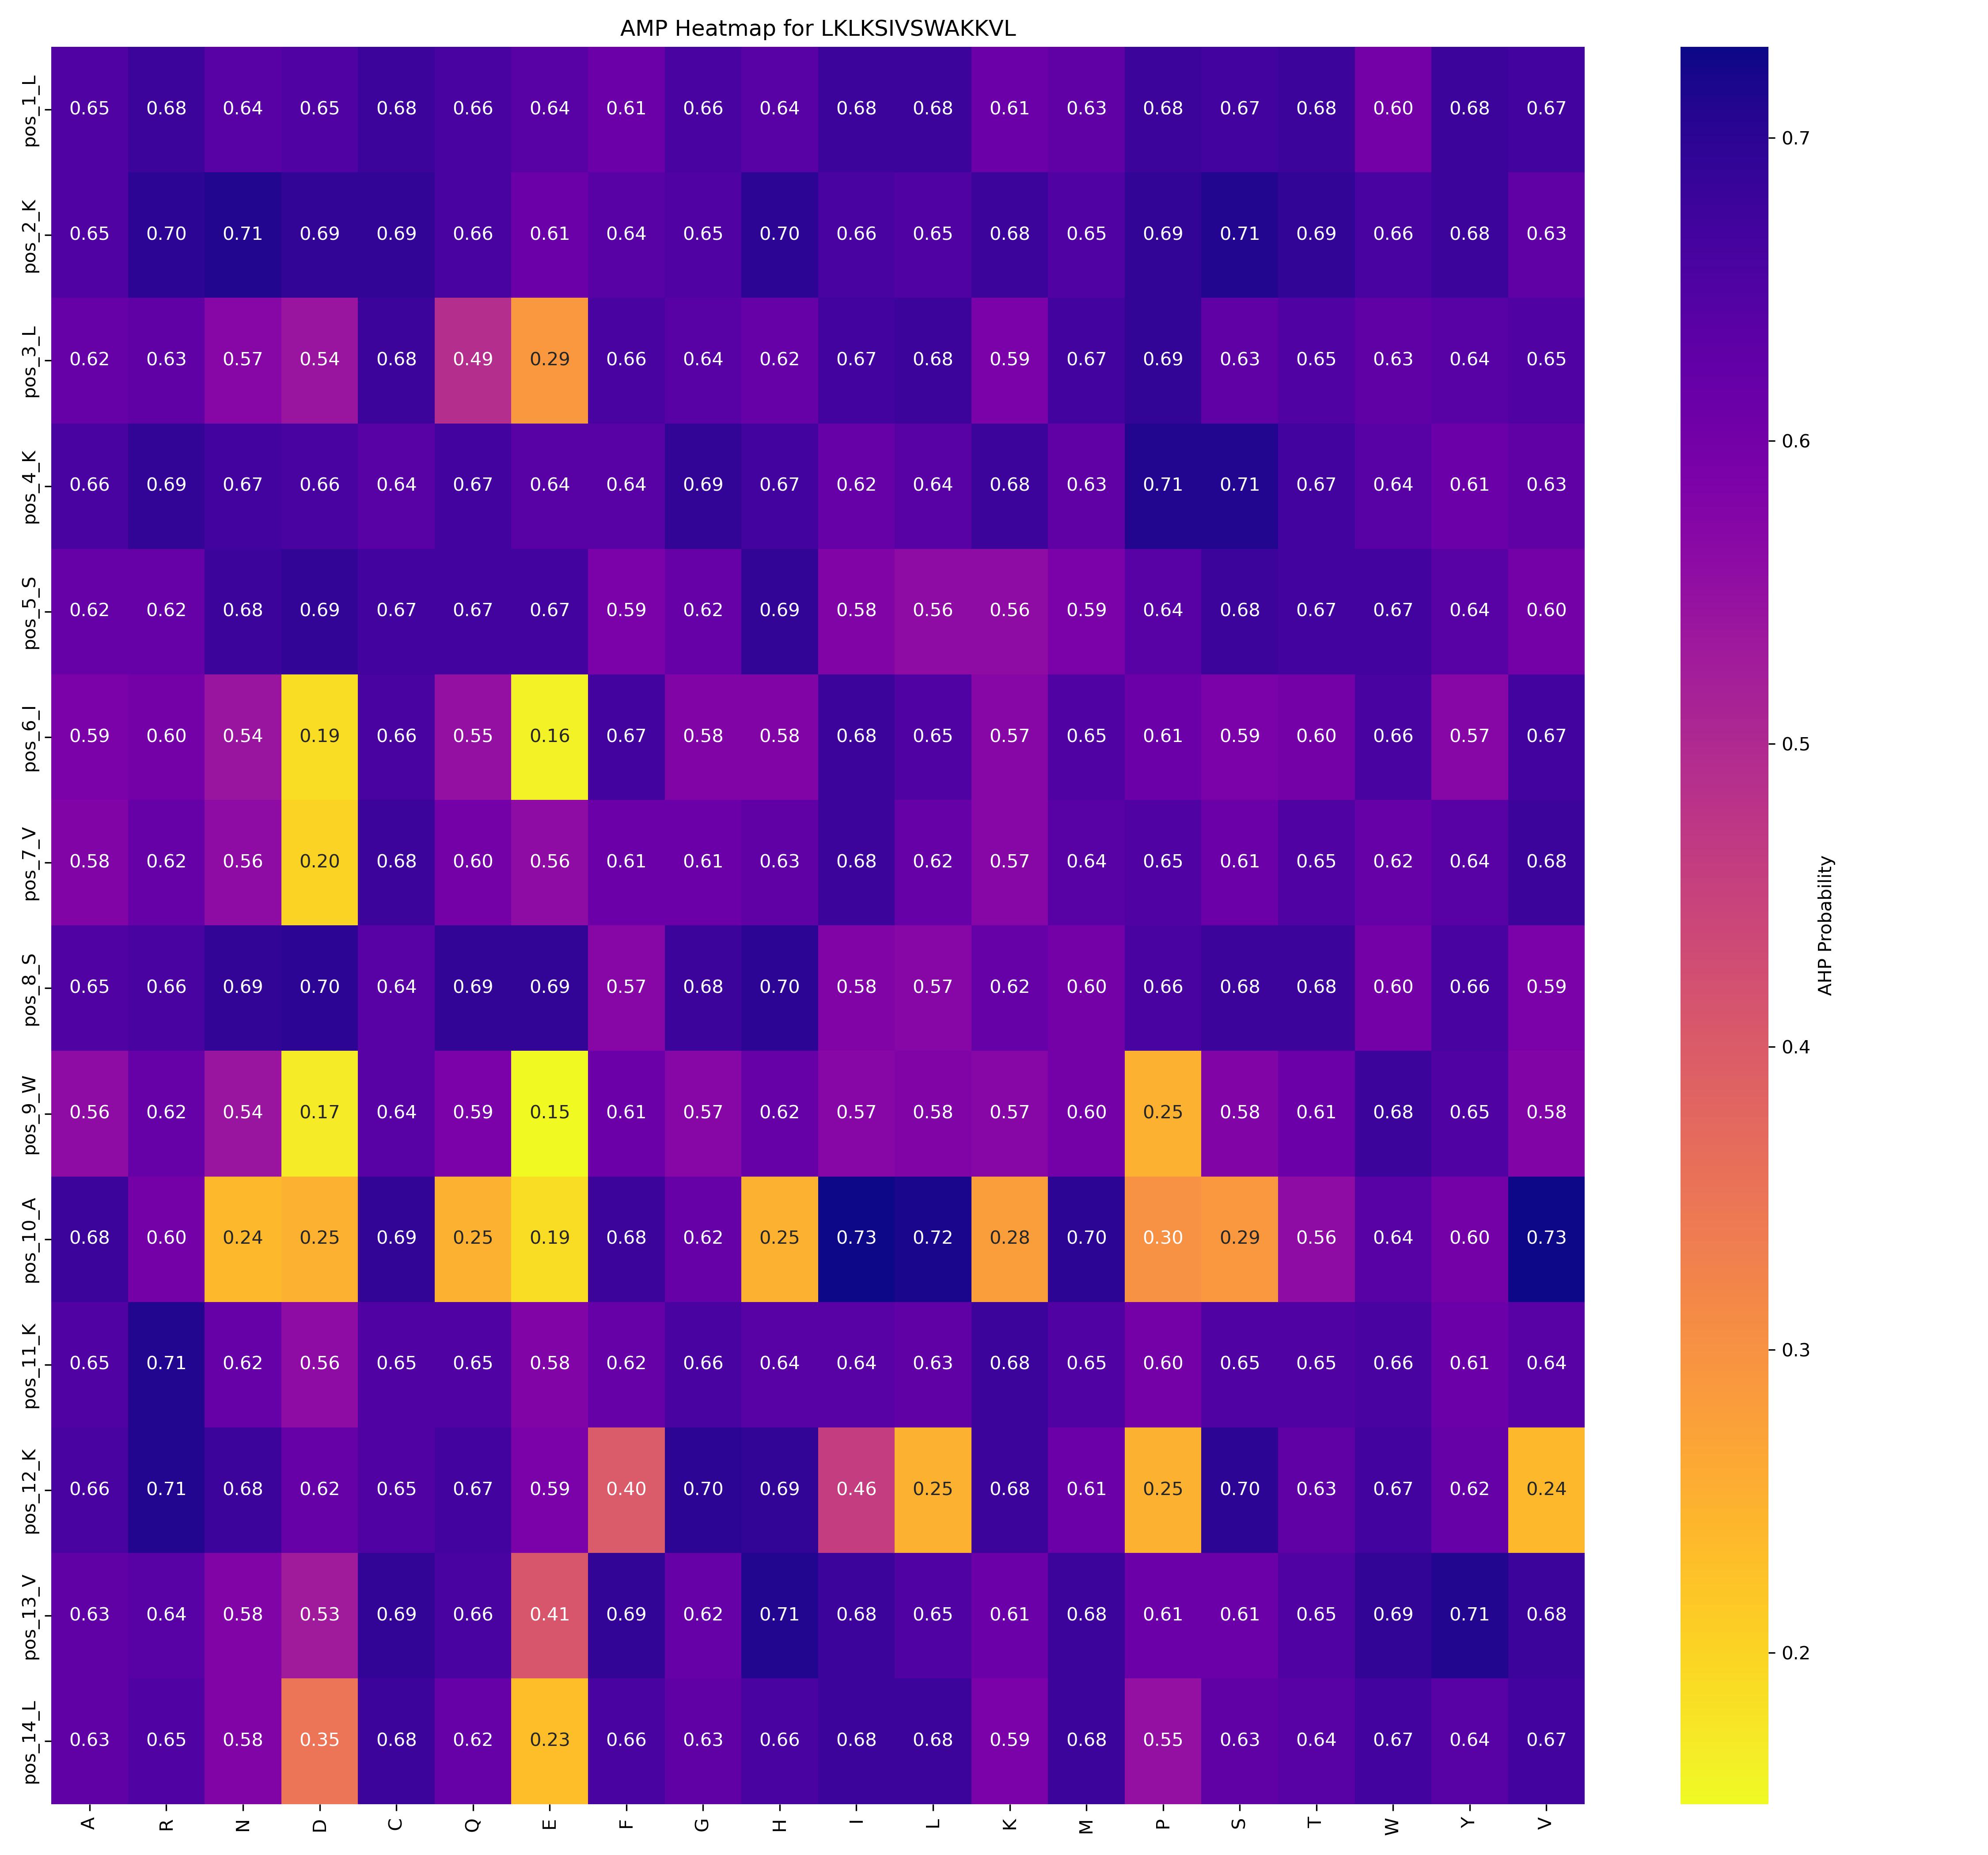 AMP Heatmap for LKLKSIVSWAKKVL
pos_1_L 0.65 0.68 0.64 0.65 0.68 0.66 0.64 0.61 0.66 0.64 0.68 0.68 0.61 0.63 0.68 0.67 0.68 0.60 0.68 0.67
pos_2_K 0.65 0.70 0.71 0.69 0.69 0.66 0.61 0.64 0.65 0.70 0.66 0.65 0.68 0.65 0.69 0.71 0.69 0.66 0.68 0.63
pos_3_L 0.62 0.63 0.57 0.54 0.68 0.49 0.29 0.66 0.64 0.62 0.67 0.68 0.59 0.67 0.69 0.63 0.65 0.63 0.64 0.65
pos_4_K 0.66 0.69 0.67 0.66 0.64 0.67 0.64 0.64 0.69 0.67 0.62 0.64 0.68 0.63 0.71 0.71 0.67 0.64 0.61 0.63
pos_5_S 0.62 0.62 0.68 0.69 0.67 0.67 0.67 0.59 0.62 0.69 0.58 0.56 0.56 0.59 0.64 0.68 0.67 0.67 0.64 0.60
pos_6_I 0.59 0.60 0.54 0.19 0.66 0.55 0.16 0.67 0.58 0.58 0.68 0.65 0.57 0.65 0.61 0.59 0.60 0.66 0.57 0.67
pos_7_V 0.58 0.62 0.56 0.20 0.68 0.60 0.56 0.61 0.61 0.63 0.68 0.62 0.57 0.64 0.65 0.61 0.65 0.62 0.64 0.68
pos_8_S 0.65 0.66 0.69 0.70 0.64 0.69 0.69 0.57 0.68 0.70 0.58 0.57 0.62 0.60 0.66 0.68 0.68 0.60 0.66 0.59
pos_9_W 0.56 0.62 0.54 0.17 0.64 0.59 0.15 0.61 0.57 0.62 0.57 0.58 0.57 0.60 0.25 0.58 0.61 0.68 0.65 0.58
pos_10_A 0.68 0.60 0.24 0.25 0.69 0.25 0.19 0.68 0.62 0.25 0.73 0.72 0.28 0.70 0.30 0.29 0.56 0.64 0.60 0.73
pos_11_K 0.65 0.71 0.62 0.56 0.65 0.65 0.58 0.62 0.66 0.64 0.64 0.63 0.68 0.65 0.60 0.65 0.65 0.66 0.61 0.64
pos_12_K 0.66 0.71 0.68 0.62 0.65 0.67 0.59 0.40 0.70 0.69 0.46 0.25 0.68 0.61 0.25 0.70 0.63 0.67 0.62 0.24
pos_13_V 0.63 0.64 0.58 0.53 0.69 0.66 0.41 0.69 0.62 0.71 0.68 0.65 0.61 0.68 0.61 0.61 0.65 0.69 0.71 0.68
pos_14_L 0.63 0.65 0.58 0.35 0.68 0.62 0.23 0.66 0.63 0.66 0.68 0.68 0.59 0.68 0.55 0.63 0.64 0.67 0.64 0.67
A R N D C Q E F G H I L K M P S T W Y V
0.7
0.6
0.5
0.4
0.3
0.2
AHP Probability